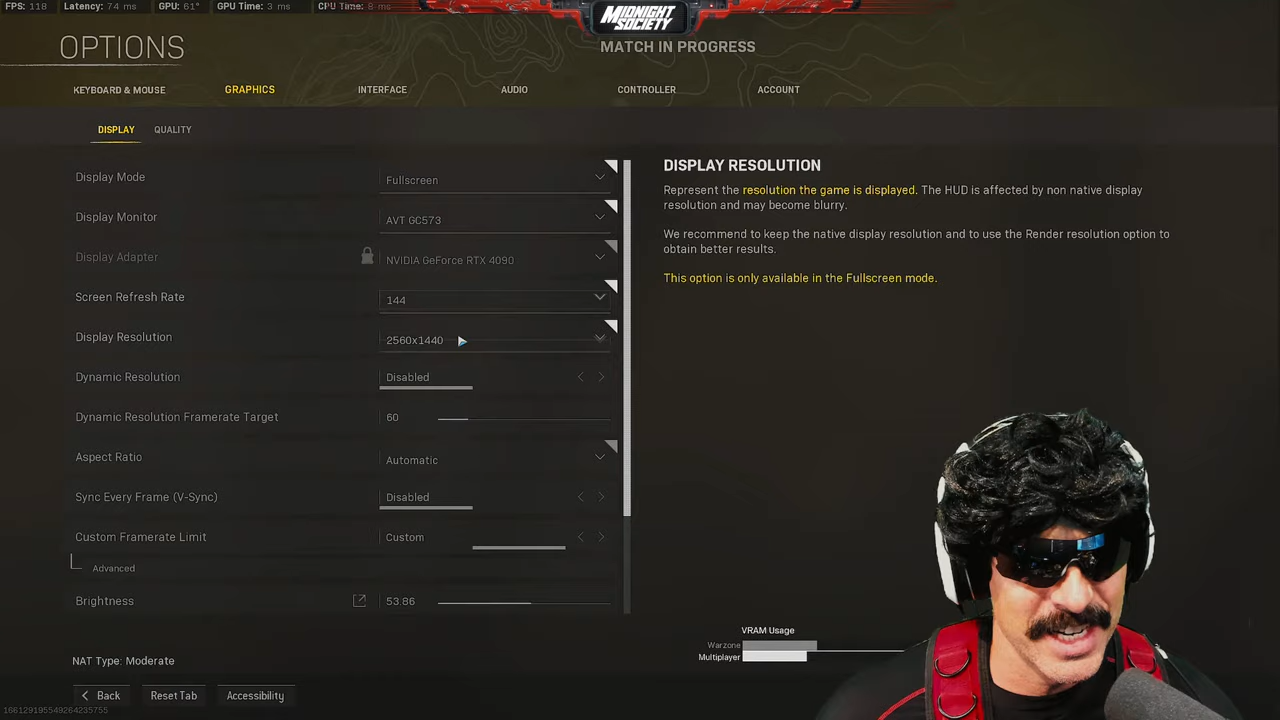 FPS: 118 Latency: 74 ms GPU: 61° GPU Time: 3 ms CPU Time: 8 ms
MIDNIGHT
SOCIETY
OPTIONS
MATCH IN PROGRESS
KEYBOARD & MOUSE GRAPHICS INTERFACE AUDIO CONTROLLER ACCOUNT
DISPLAY QUALITY
Display Mode Fullscreen
Display Monitor AVT GC573
Display Adapter NVIDIA GeForce RTX 4090
Screen Refresh Rate 144
Display Resolution 2560x1440
Dynamic Resolution Disabled
Dynamic Resolution Framerate Target 60
Aspect Ratio Automatic
Sync Every Frame (V-Sync) Disabled
Custom Framerate Limit Custom
Advanced
Brightness 53.86
DISPLAY RESOLUTION
Represent the resolution the game is displayed. The HUD is affected by non native display
resolution and may become blurry.
We recommend to keep the native display resolution and to use the Render resolution option to
obtain better results.
This option is only available in the Fullscreen mode.
VRAM Usage
Warzone
Multiplayer
NAT Type: Moderate
Back Reset Tab Accessibility